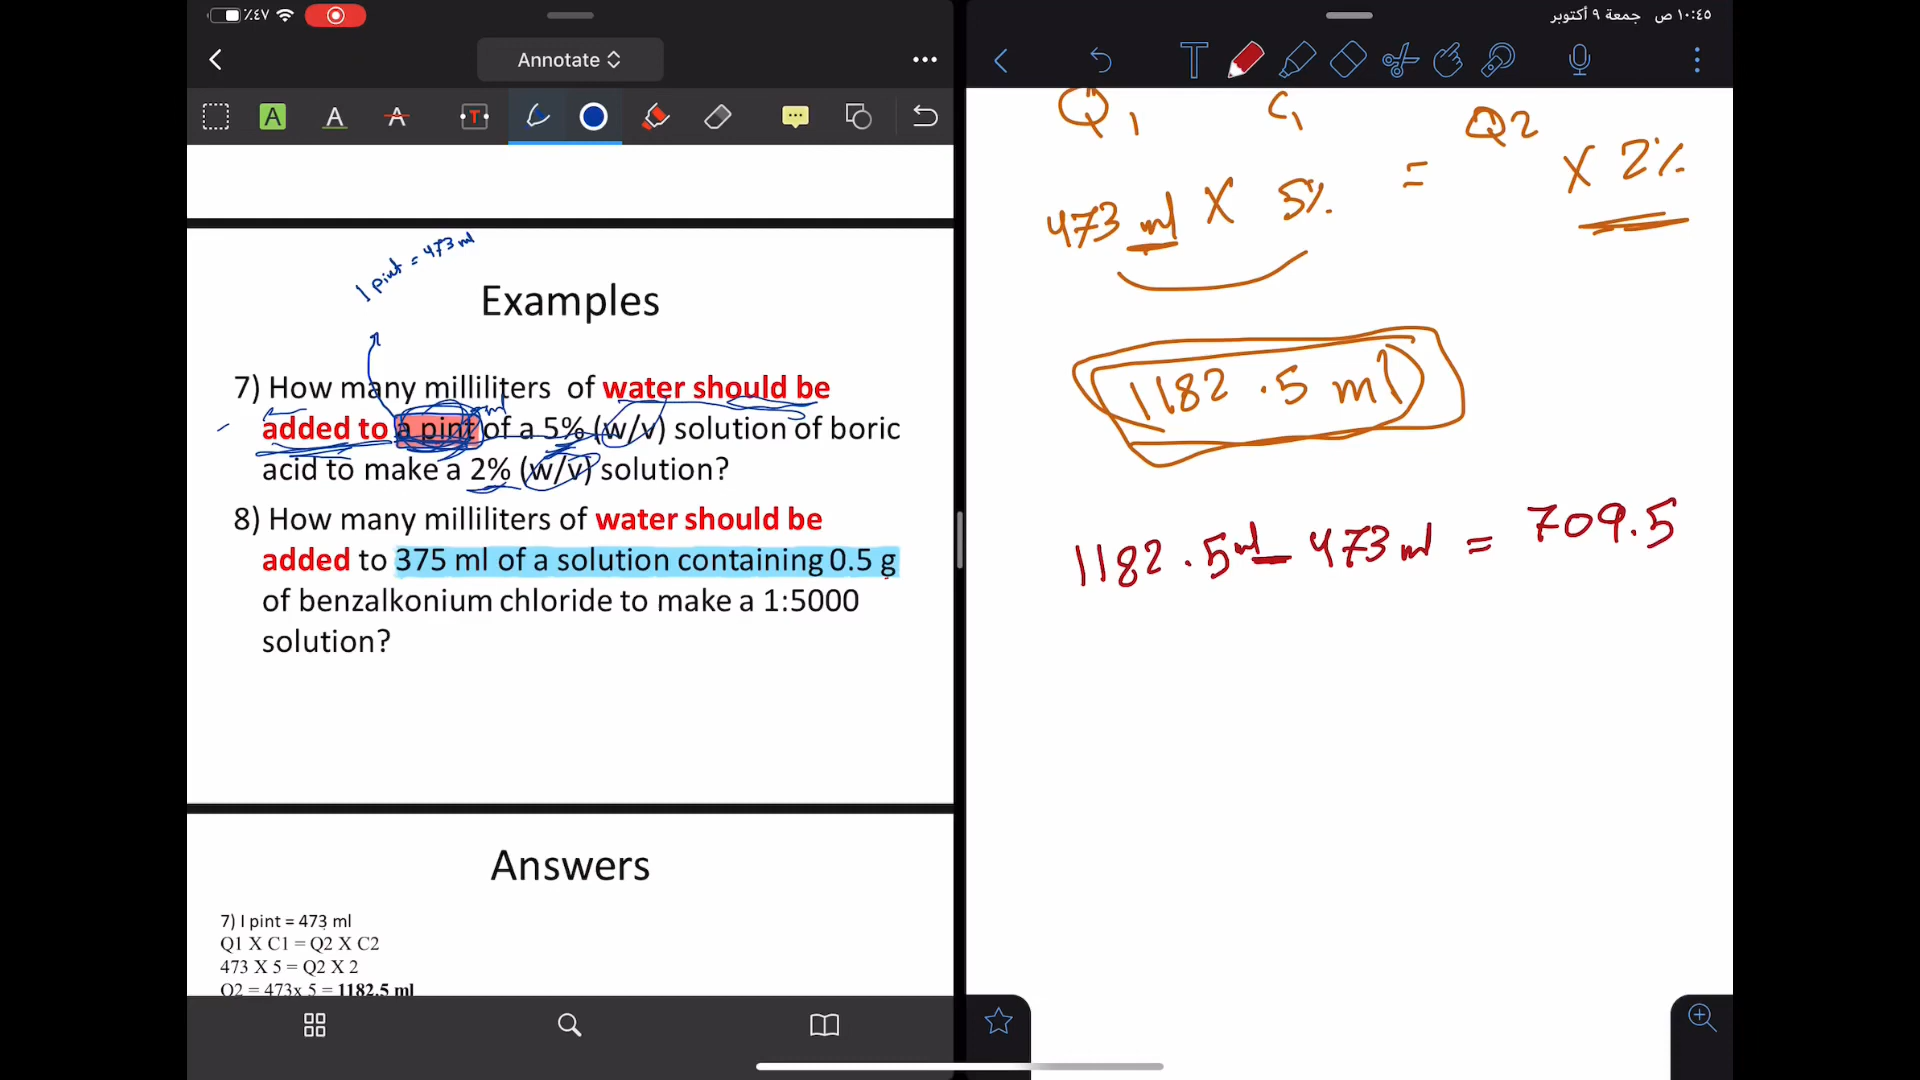 ٪٤٧
١٠:٤٥ ص جمعة ٩ أكتوبر
Annotate
A A A T T
1 pint = 473 ml
Examples
7) How many milliliters of water should be
ml
added to a pint of a 5% (w/v) solution of boric
acid to make a 2% (w/v) solution?
8) How many milliliters of water should be
added to 375 ml of a solution containing 0.5 g
of benzalkonium chloride to make a 1:5000
solution?
Answers
7) I pint = 473 ml
Q1 X C1 = Q2 X C2
473 X 5 = Q2 X 2
Q2 = 473x 5 = 1182.5 ml
Q1 C1 Q2
473 ml X 5% = X 2%
1182.5 ml
1182.5 ml - 473 ml = 709.5